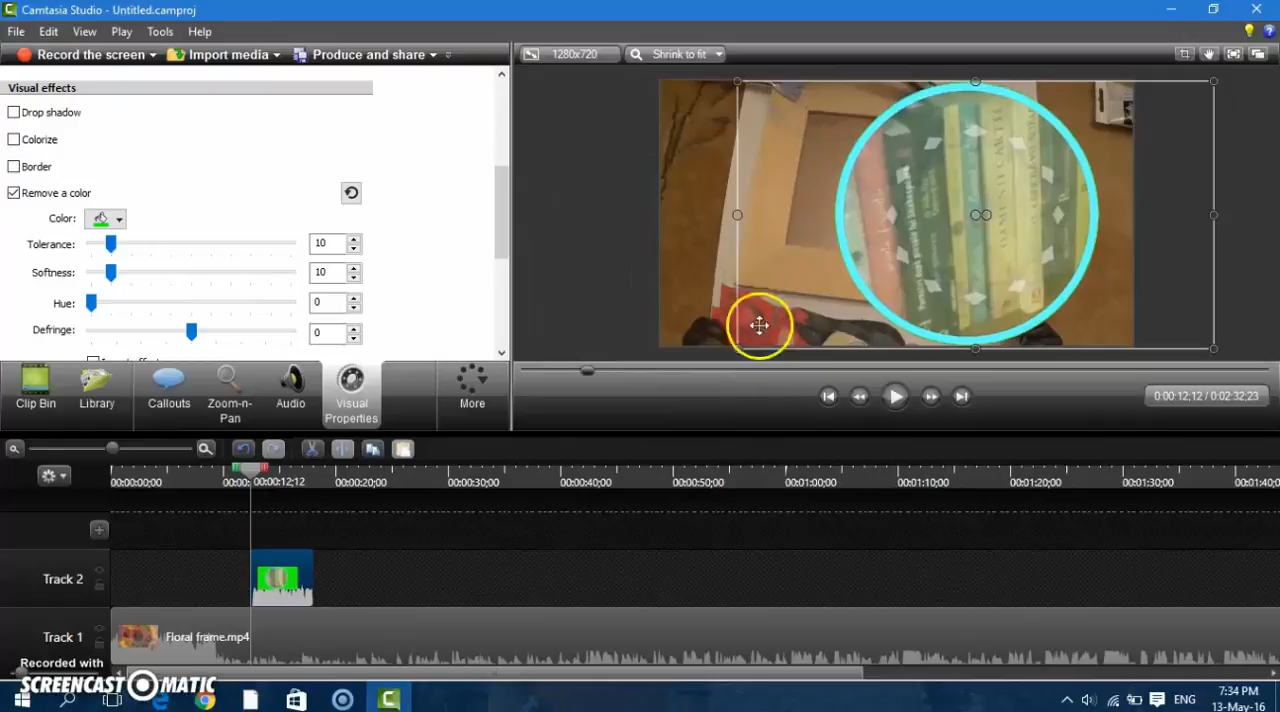 Camtasia Studio - Untitled.camproj
File Edit View Play Tools Help
Record the screen Import media Produce and share
1280x720 Shrink to fit
Visual effects
Drop shadow
Colorize
Border
Remove a color
Color:
Tolerance: 10
Softness: 10
Hue: 0
Defringe: 0
Clip Bin
Library
Callouts
Zoom-n-Pan
Audio
Visual Properties
More
0:00:12;12 / 0:02:32;23
00:00:00;00 00:00: 00:00:12;12 00:00:20;00 00:00:30;00 00:00:40;00 00:00:50;00 00:01:00;00 00:01:10;00 00:01:20;00 00:01:30;00 00:01:40;00
Track 2
Track 1 Floral frame.mp4
Recorded with
SCREENCAST MATIC
ENG
7:34 PM
13-May-16